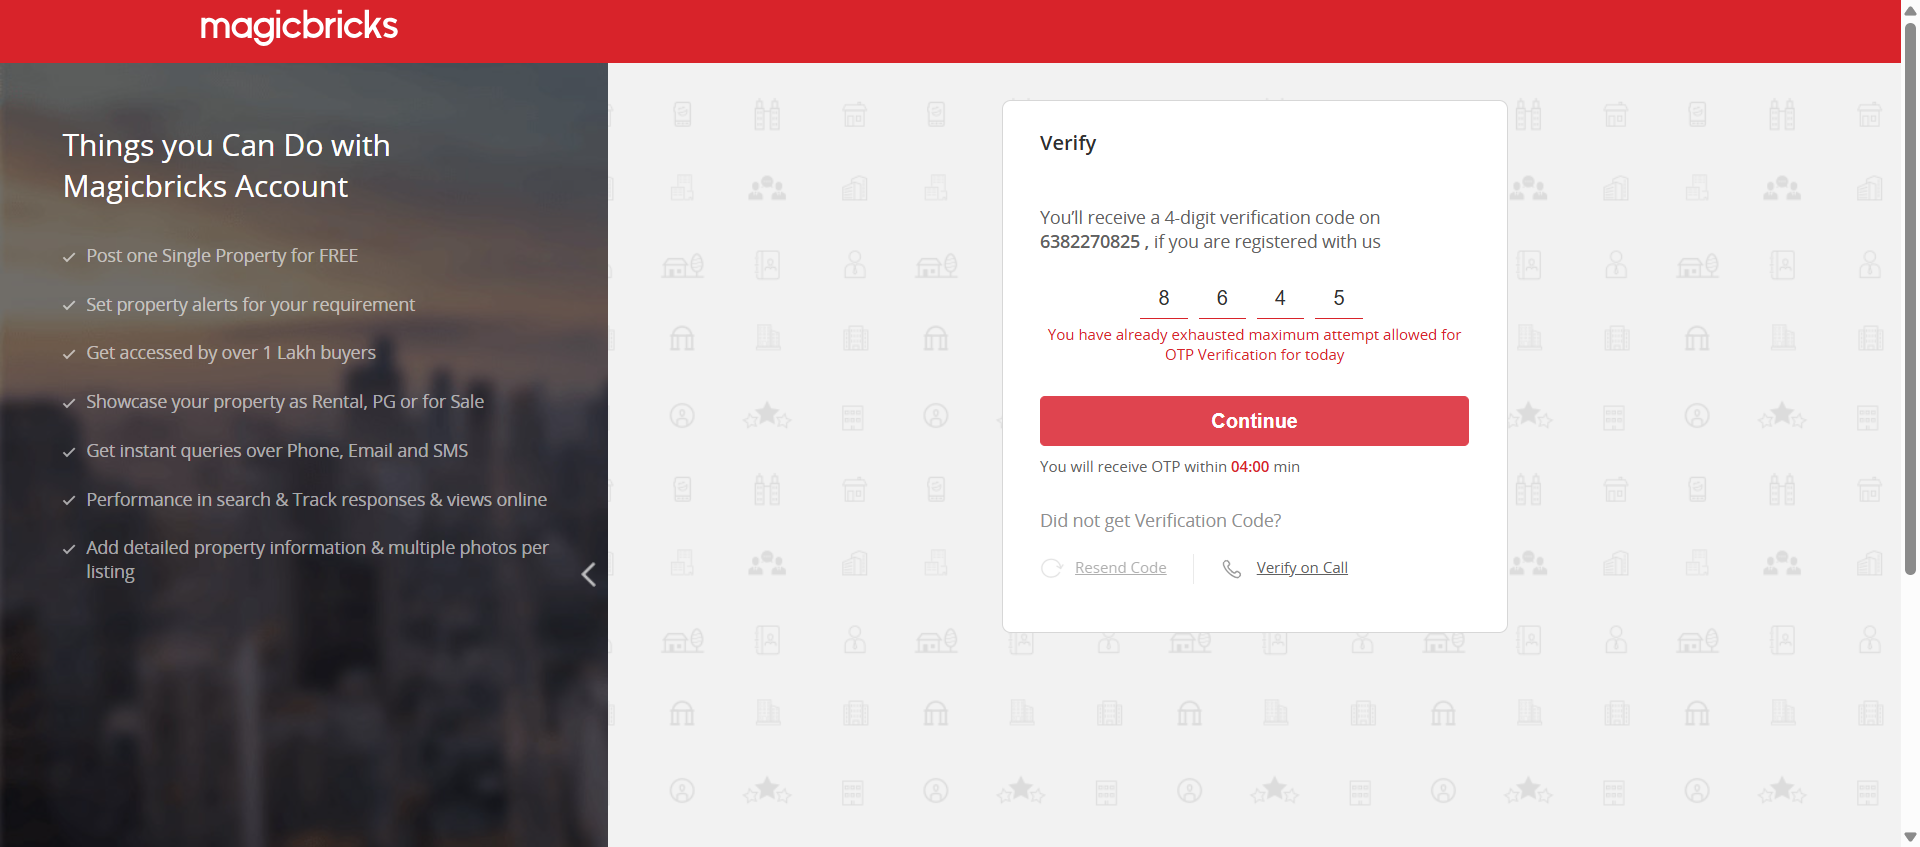 magicbricks
Things you Can Do with
Magicbricks Account
Post one Single Property for FREE
Set property alerts for your requirement
Get accessed by over 1 Lakh buyers
Showcase your property as Rental, PG or for Sale
Get instant queries over Phone, Email and SMS
Performance in search & Track responses & views online
Add detailed property information & multiple photos per
listing
Verify
You’ll receive a 4-digit verification code on
6382270825 , if you are registered with us
8 6 4 5
You have already exhausted maximum attempt allowed for
OTP Verification for today
Continue
You will receive OTP within 04:00 min
Did not get Verification Code?
Resend Code
Verify on Call